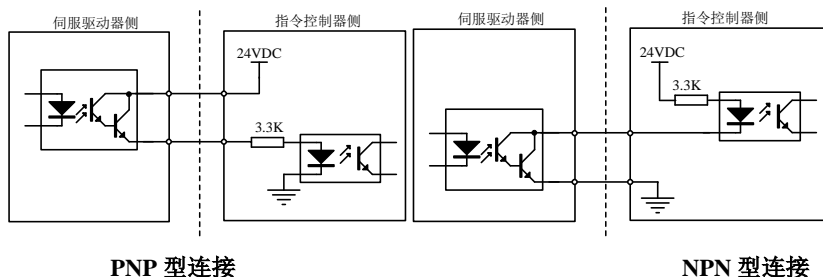 伺服驱动器侧
指令控制器侧
24VDC
3.3K
PNP 型连接
伺服驱动器侧
指令控制器侧
24VDC
3.3K
NPN 型连接